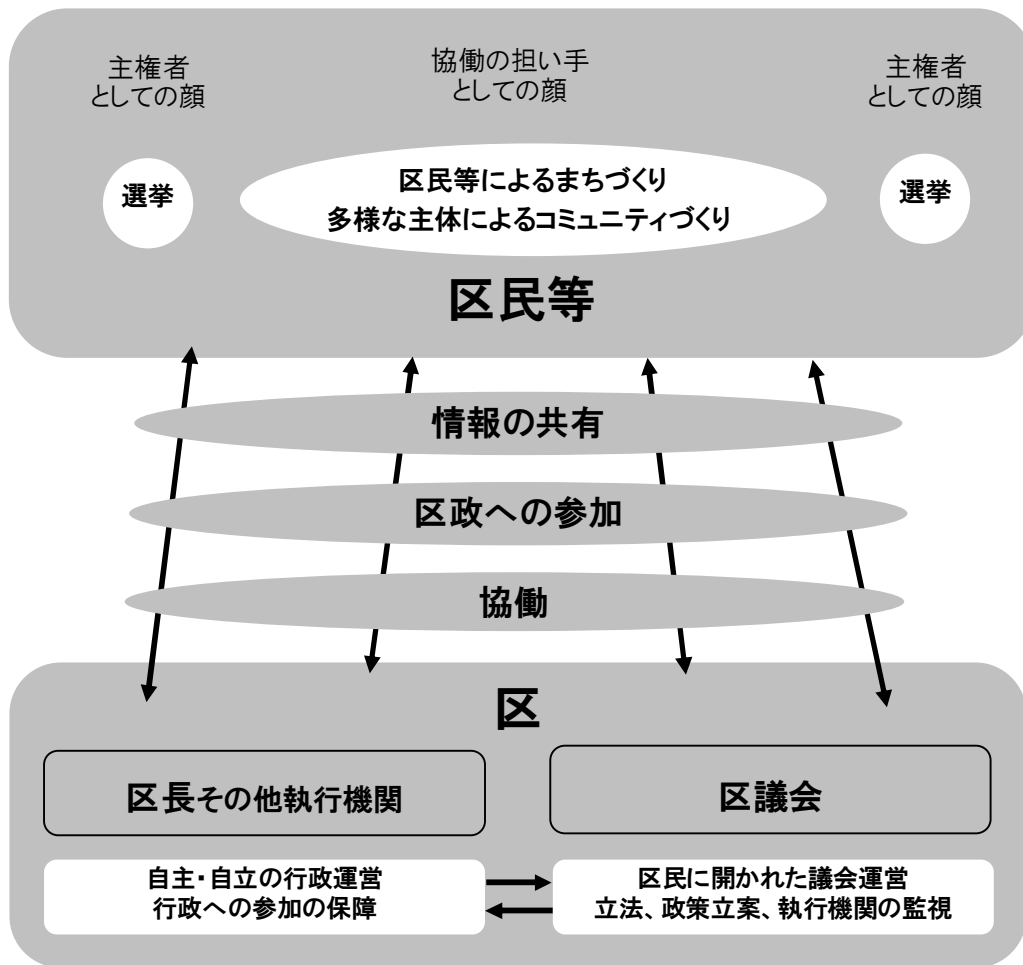 主権者
としての顔
協働の担い手
としての顔
主権者
としての顔
選挙
区民等によるまちづくり
多様な主体によるコミュニティづくり
選挙
区民等
情報の共有
区政への参加
協働
区
区長その他執行機関
区議会
自主・自立の行政運営
行政への参加の保障
区民に開かれた議会運営
立法、政策立案、執行機関の監視